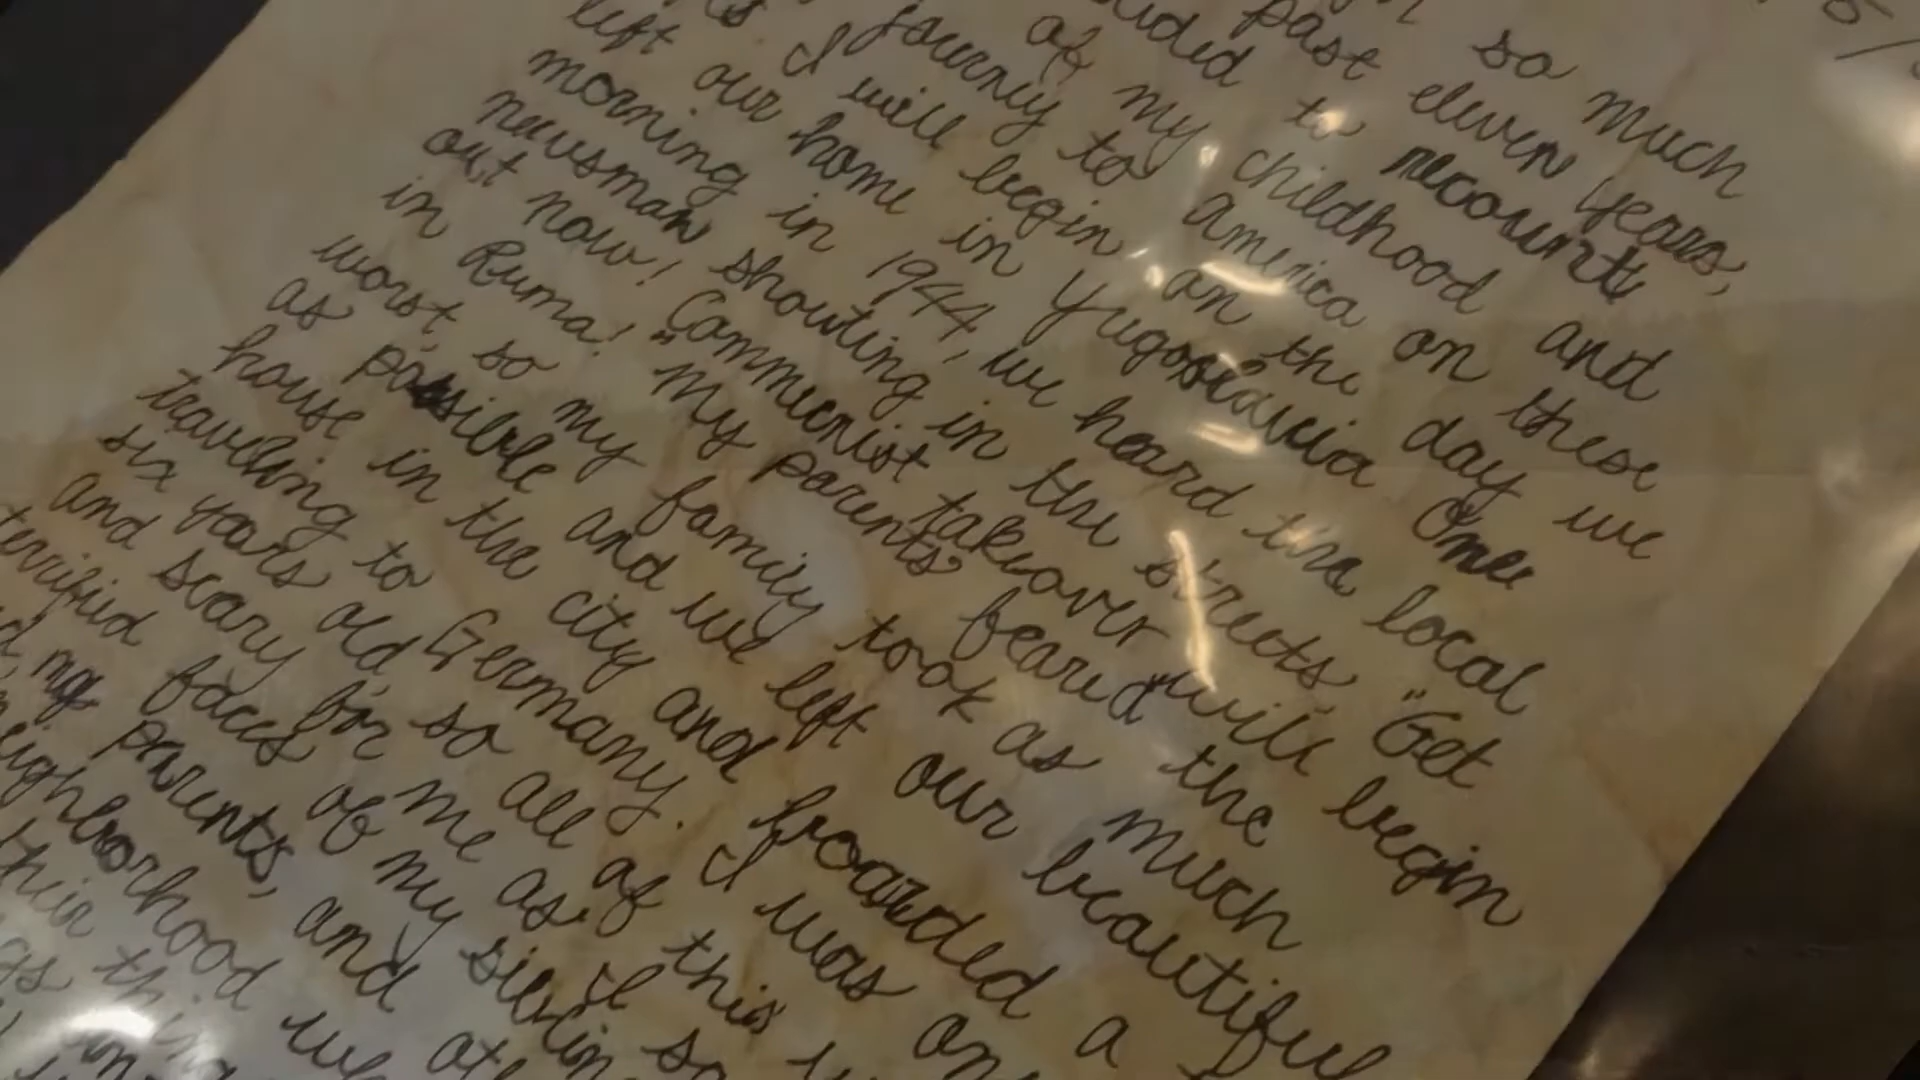 so much
past eleven years,
decided to recount
of my childhood and
journey to America on these
I will begin on the day we
left our home in Yugoslavia. One
morning in 1944, we heard the local
newsman shouting in the streets, "Get
out now! Communist takeover will begin
in Ruma!" My parents feared the
worst, so my family took as much
as possible and we left our beautiful
house in the city and boarded a
travelling to Germany. I was
six years old, so all of this
and scary for me as
terrified faces of my
my parents, and
neighborhood
their